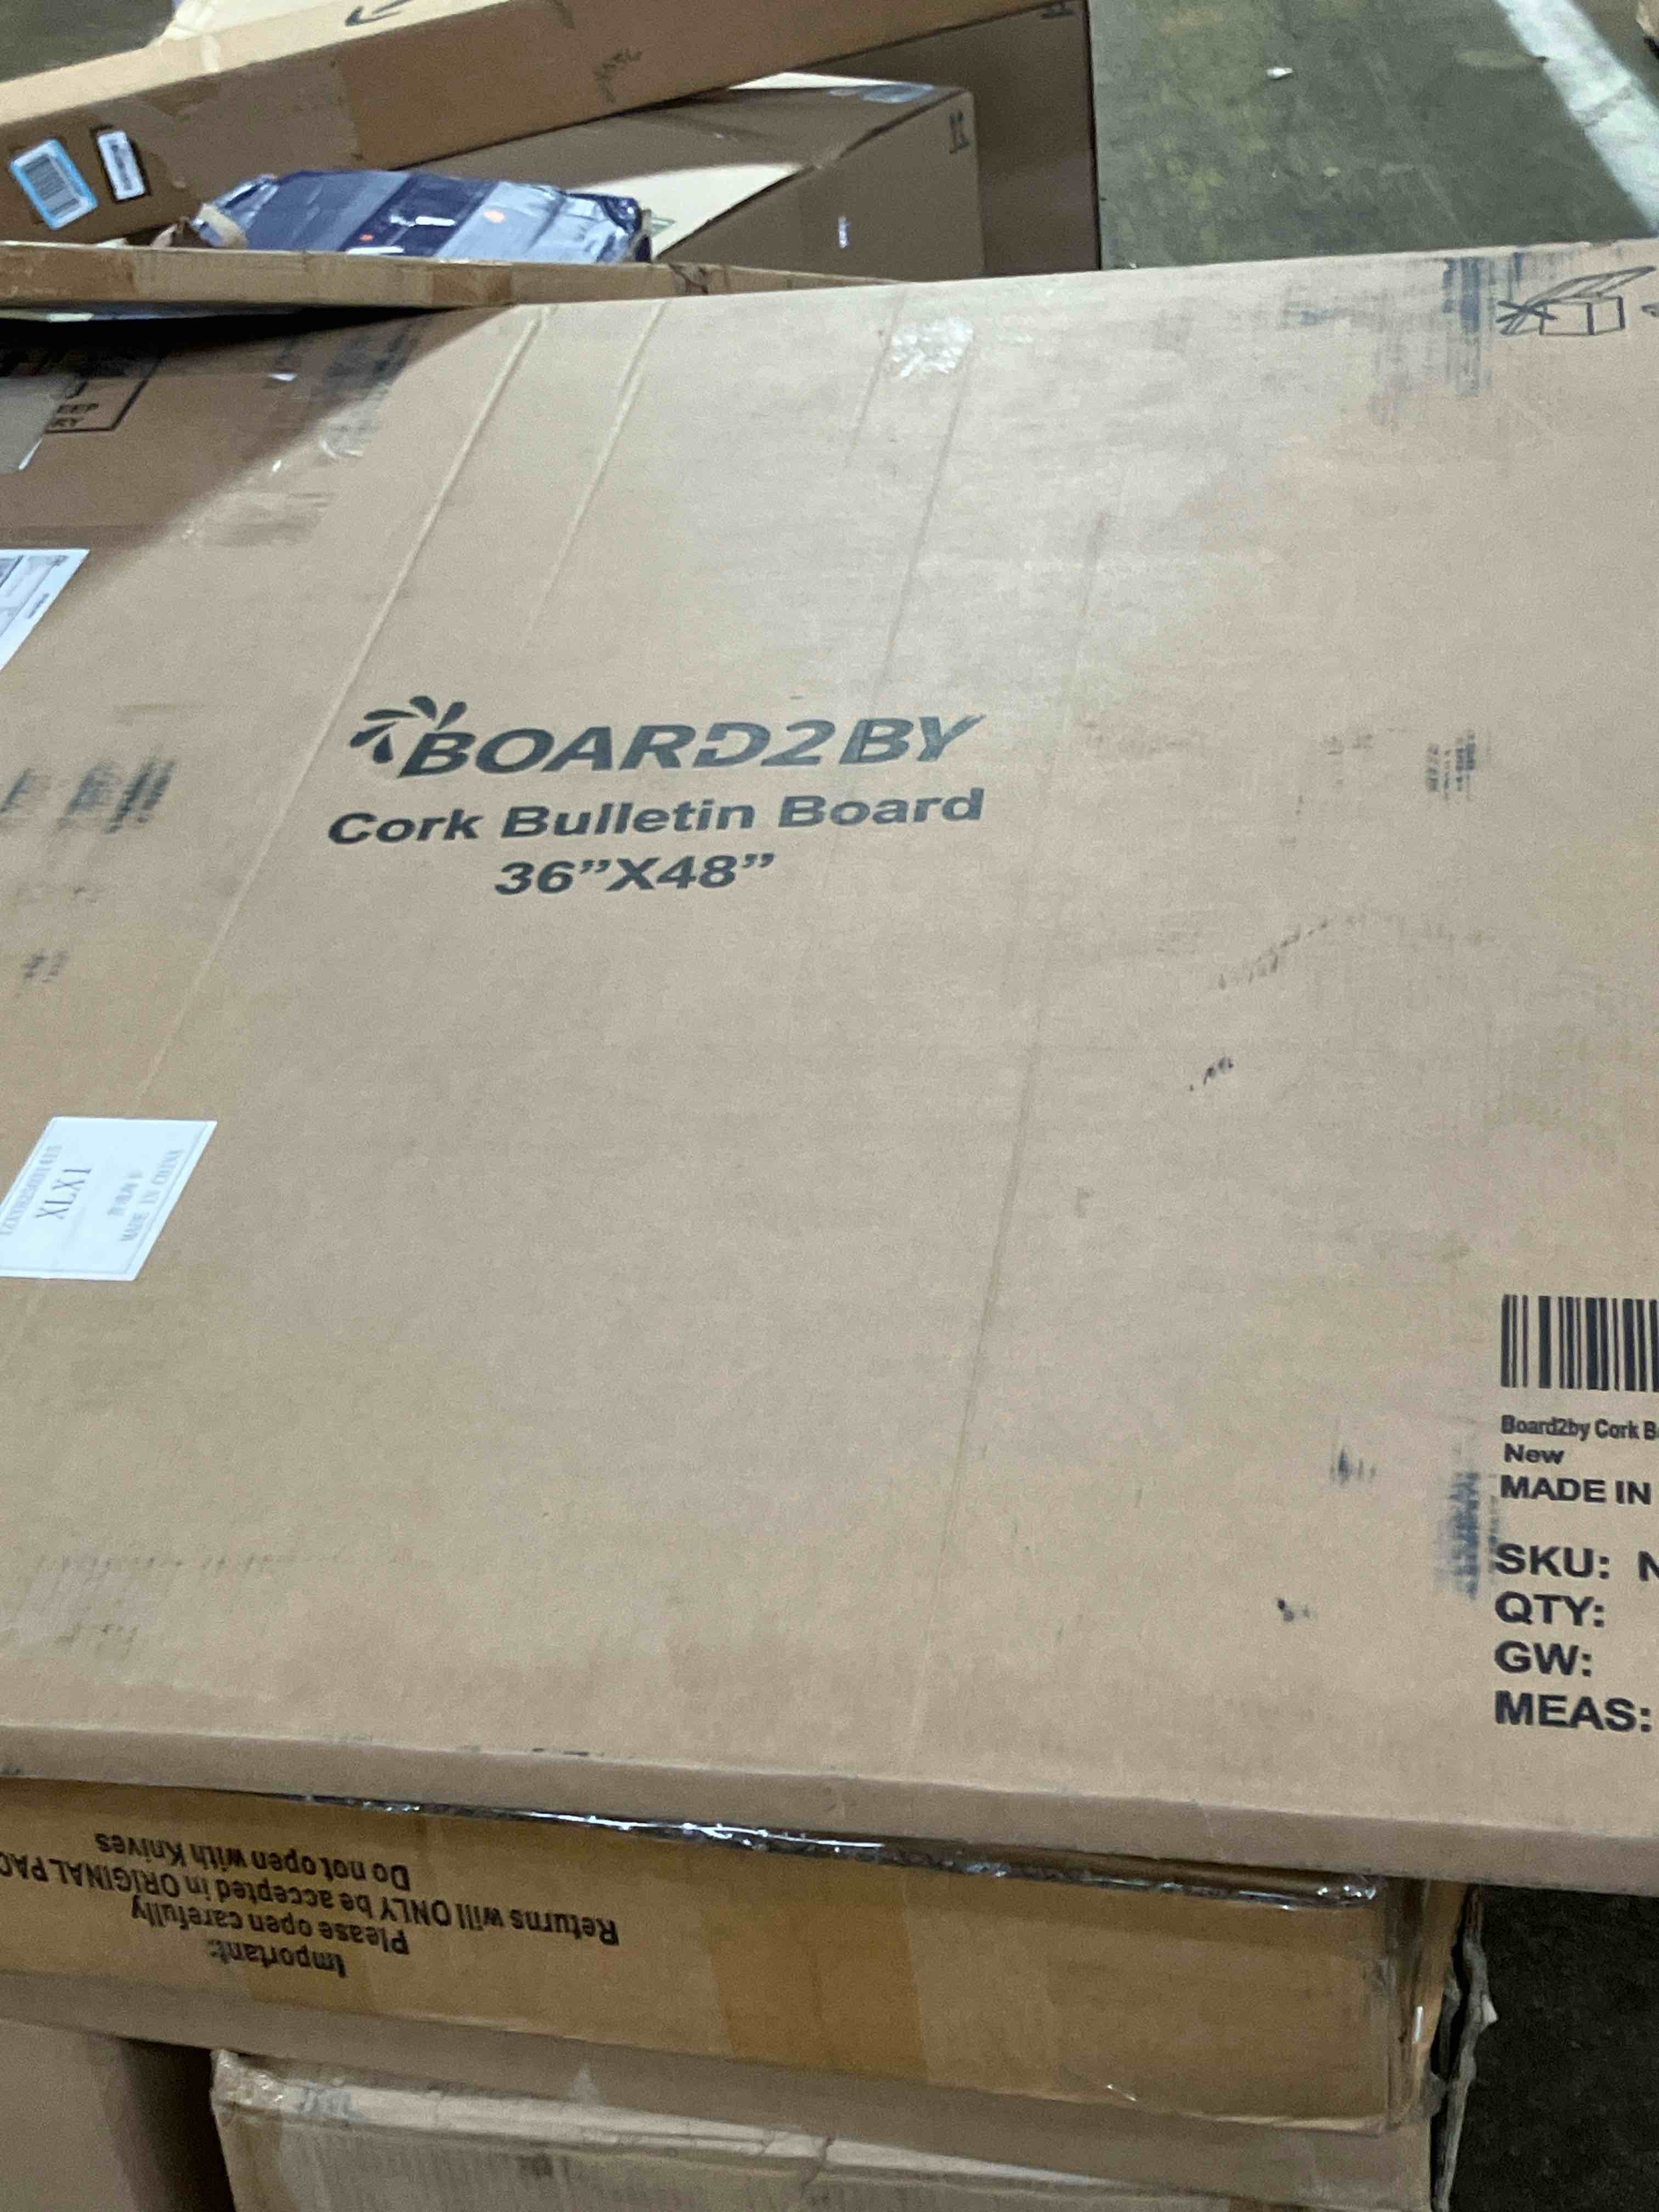 BOARD2BY
Cork Bulletin Board
36”X48”
XLX1
Board2by Cork
New
MADE IN
SKU:
QTY:
GW:
MEAS:
Important:
Please open carefully
Returns will ONLY be accepted in ORIGINAL
Do not open with Knives